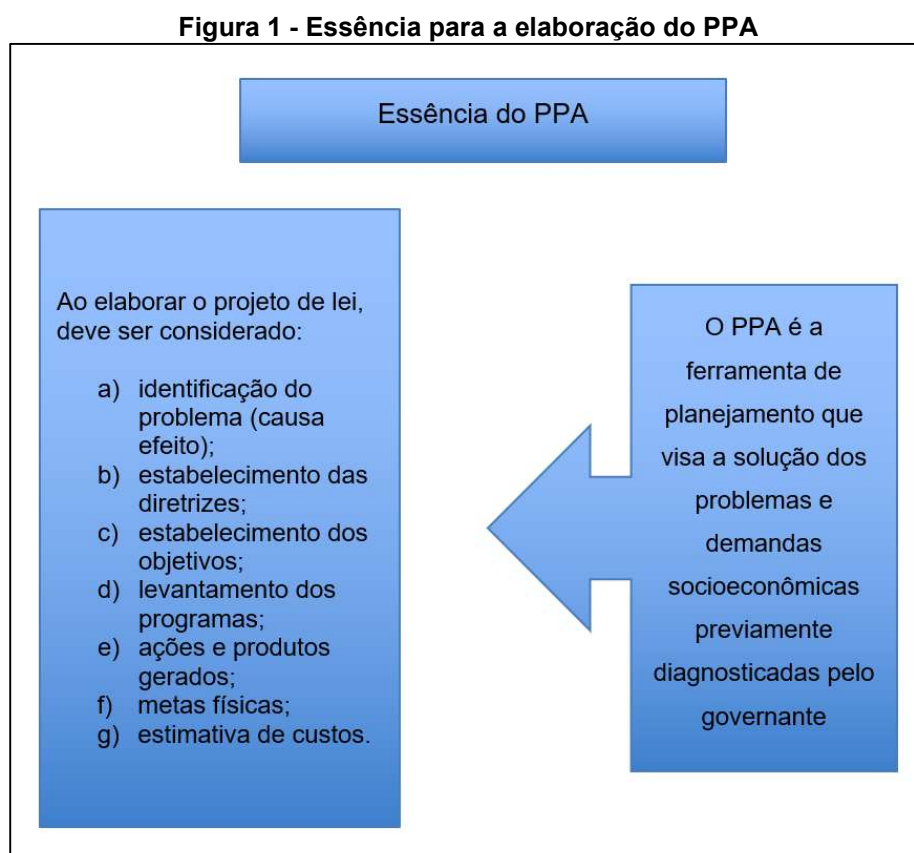 Figura 1 - Essência para a elaboração do PPA
Essência do PPA
Ao elaborar o projeto de lei,
deve ser considerado:
a) identificação do
problema (causa
efeito);
b) estabelecimento das
diretrizes;
c) estabelecimento dos
objetivos;
d) levantamento dos
programas;
e) ações e produtos
gerados;
f) metas físicas;
g) estimativa de custos.
O PPA é a
ferramenta de
planejamento que
visa a solução dos
problemas e
demandas
socioeconômicas
previamente
diagnosticadas pelo
governante